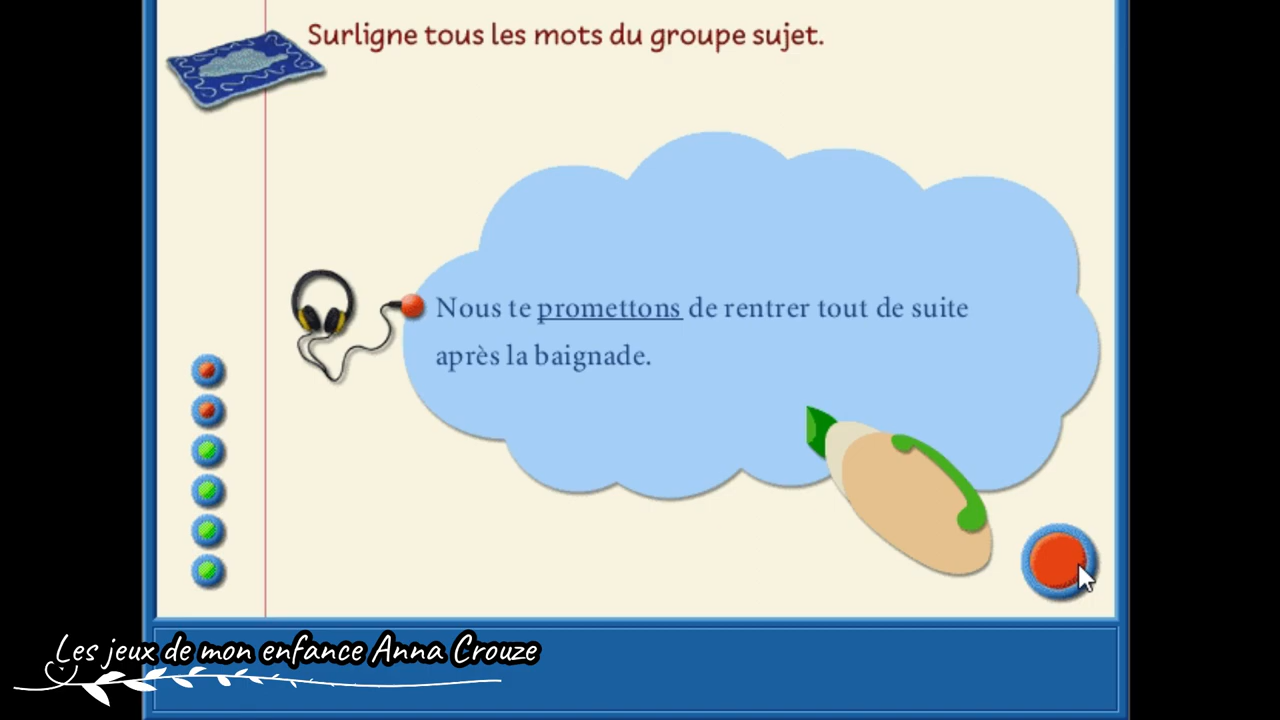 Surligne tous les mots du groupe sujet.
Nous te promettons de rentrer tout de suite
après la baignade.
Les jeux de mon enfance Anna Crouze